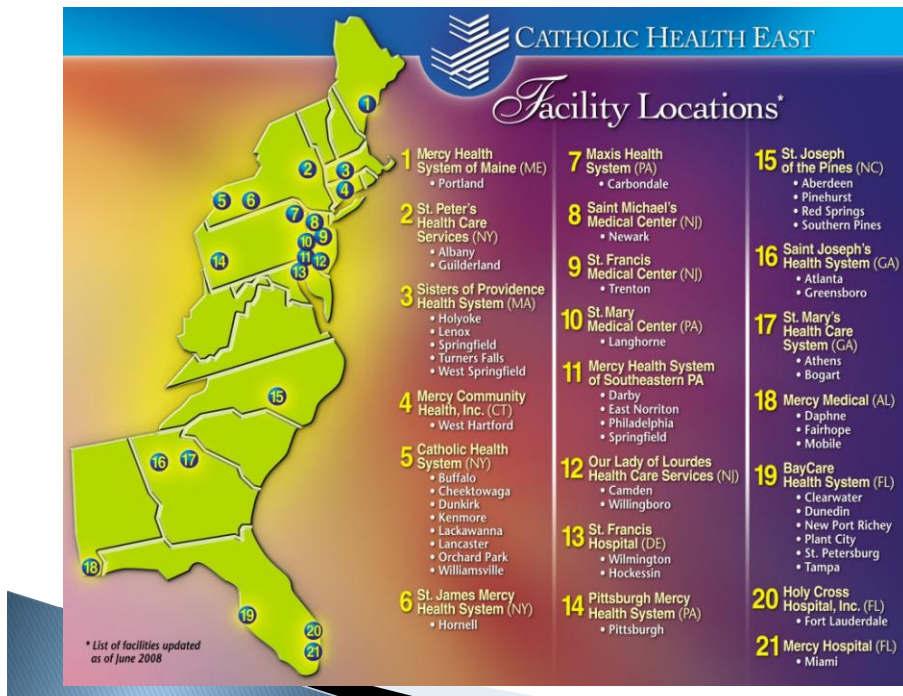 CATHOLIC HEALTH EAST
Facility Locations*
1 Mercy Health
System of Maine (ME)
• Portland
2 St. Peter's
Health Care
Services (NY)
• Albany
• Guilderland
3 Sisters of Providence
Health System (MA)
• Holyoke
• Lenox
• Springfield
• Turners Falls
• West Springfield
4 Mercy Community
Health, Inc. (CT)
• West Hartford
5 Catholic Health
System (NY)
• Buffalo
• Cheektowaga
• Dunkirk
• Kenmore
• Lackawanna
• Lancaster
• Orchard Park
• Williamsville
6 St. James Mercy
Health System (NY)
• Hornell
7 Maxis Health
System (PA)
• Carbondale
8 Saint Michael's
Medical Center (NJ)
• Newark
9 St. Francis
Medical Center (NJ)
• Trenton
10 St. Mary
Medical Center (PA)
• Langhorne
11 Mercy Health System
of Southeastern PA
• Darby
• East Norriton
• Philadelphia
• Springfield
12 Our Lady of Lourdes
Health Care Services (NJ)
• Camden
• Willingboro
13 St. Francis
Hospital (DE)
• Wilmington
• Hockessin
14 Pittsburgh Mercy
Health System (PA)
• Pittsburgh
15 St. Joseph
of the Pines (NC)
• Aberdeen
• Pinehurst
• Red Springs
• Southern Pines
16 Saint Joseph's
Health System (GA)
• Atlanta
• Greensboro
17 St. Mary's
Health Care
System (GA)
• Athens
• Bogart
18 Mercy Medical (AL)
• Daphne
• Fairhope
• Mobile
19 BayCare
Health System (FL)
• Clearwater
• Dunedin
• New Port Richey
• Plant City
• St. Petersburg
• Tampa
20 Holy Cross
Hospital, Inc. (FL)
• Fort Lauderdale
21 Mercy Hospital (FL)
• Miami
1
2
3
4
5 6
7
8
9
10
11 12
13
14
15
16 17
18
19
20
21
* List of facilities updated
as of June 2008